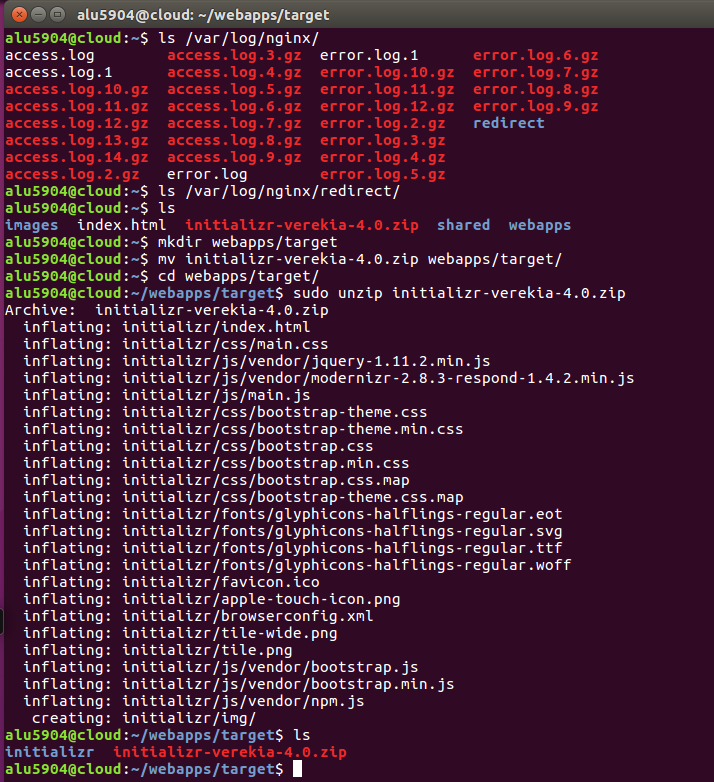 alu5904@cloud: ~/webapps/target
alu5904@cloud:~$ ls /var/log/nginx/
access.log        access.log.3.gz  error.log.1      error.log.6.gz
access.log.1      access.log.4.gz  error.log.10.gz  error.log.7.gz
access.log.10.gz  access.log.5.gz  error.log.11.gz  error.log.8.gz
access.log.11.gz  access.log.6.gz  error.log.12.gz  error.log.9.gz
access.log.12.gz  access.log.7.gz  error.log.2.gz   redirect
access.log.13.gz  access.log.8.gz  error.log.3.gz
access.log.14.gz  access.log.9.gz  error.log.4.gz
access.log.2.gz   error.log        error.log.5.gz
alu5904@cloud:~$ ls /var/log/nginx/redirect/
alu5904@cloud:~$ ls
images  index.html  initializr-verekia-4.0.zip  shared  webapps
alu5904@cloud:~$ mkdir webapps/target
alu5904@cloud:~$ mv initializr-verekia-4.0.zip webapps/target/
alu5904@cloud:~$ cd webapps/target/
alu5904@cloud:~/webapps/target$ sudo unzip initializr-verekia-4.0.zip
Archive:  initializr-verekia-4.0.zip
  inflating: initializr/index.html
  inflating: initializr/css/main.css
  inflating: initializr/js/vendor/jquery-1.11.2.min.js
  inflating: initializr/js/vendor/modernizr-2.8.3-respond-1.4.2.min.js
  inflating: initializr/js/main.js
  inflating: initializr/css/bootstrap-theme.css
  inflating: initializr/css/bootstrap-theme.min.css
  inflating: initializr/css/bootstrap.css
  inflating: initializr/css/bootstrap.min.css
  inflating: initializr/css/bootstrap.css.map
  inflating: initializr/css/bootstrap-theme.css.map
  inflating: initializr/fonts/glyphicons-halflings-regular.eot
  inflating: initializr/fonts/glyphicons-halflings-regular.svg
  inflating: initializr/fonts/glyphicons-halflings-regular.ttf
  inflating: initializr/fonts/glyphicons-halflings-regular.woff
  inflating: initializr/favicon.ico
  inflating: initializr/apple-touch-icon.png
  inflating: initializr/browserconfig.xml
  inflating: initializr/tile-wide.png
  inflating: initializr/tile.png
  inflating: initializr/js/vendor/bootstrap.js
  inflating: initializr/js/vendor/bootstrap.min.js
  inflating: initializr/js/vendor/npm.js
   creating: initializr/img/
alu5904@cloud:~/webapps/target$ ls
initializr  initializr-verekia-4.0.zip
alu5904@cloud:~/webapps/target$